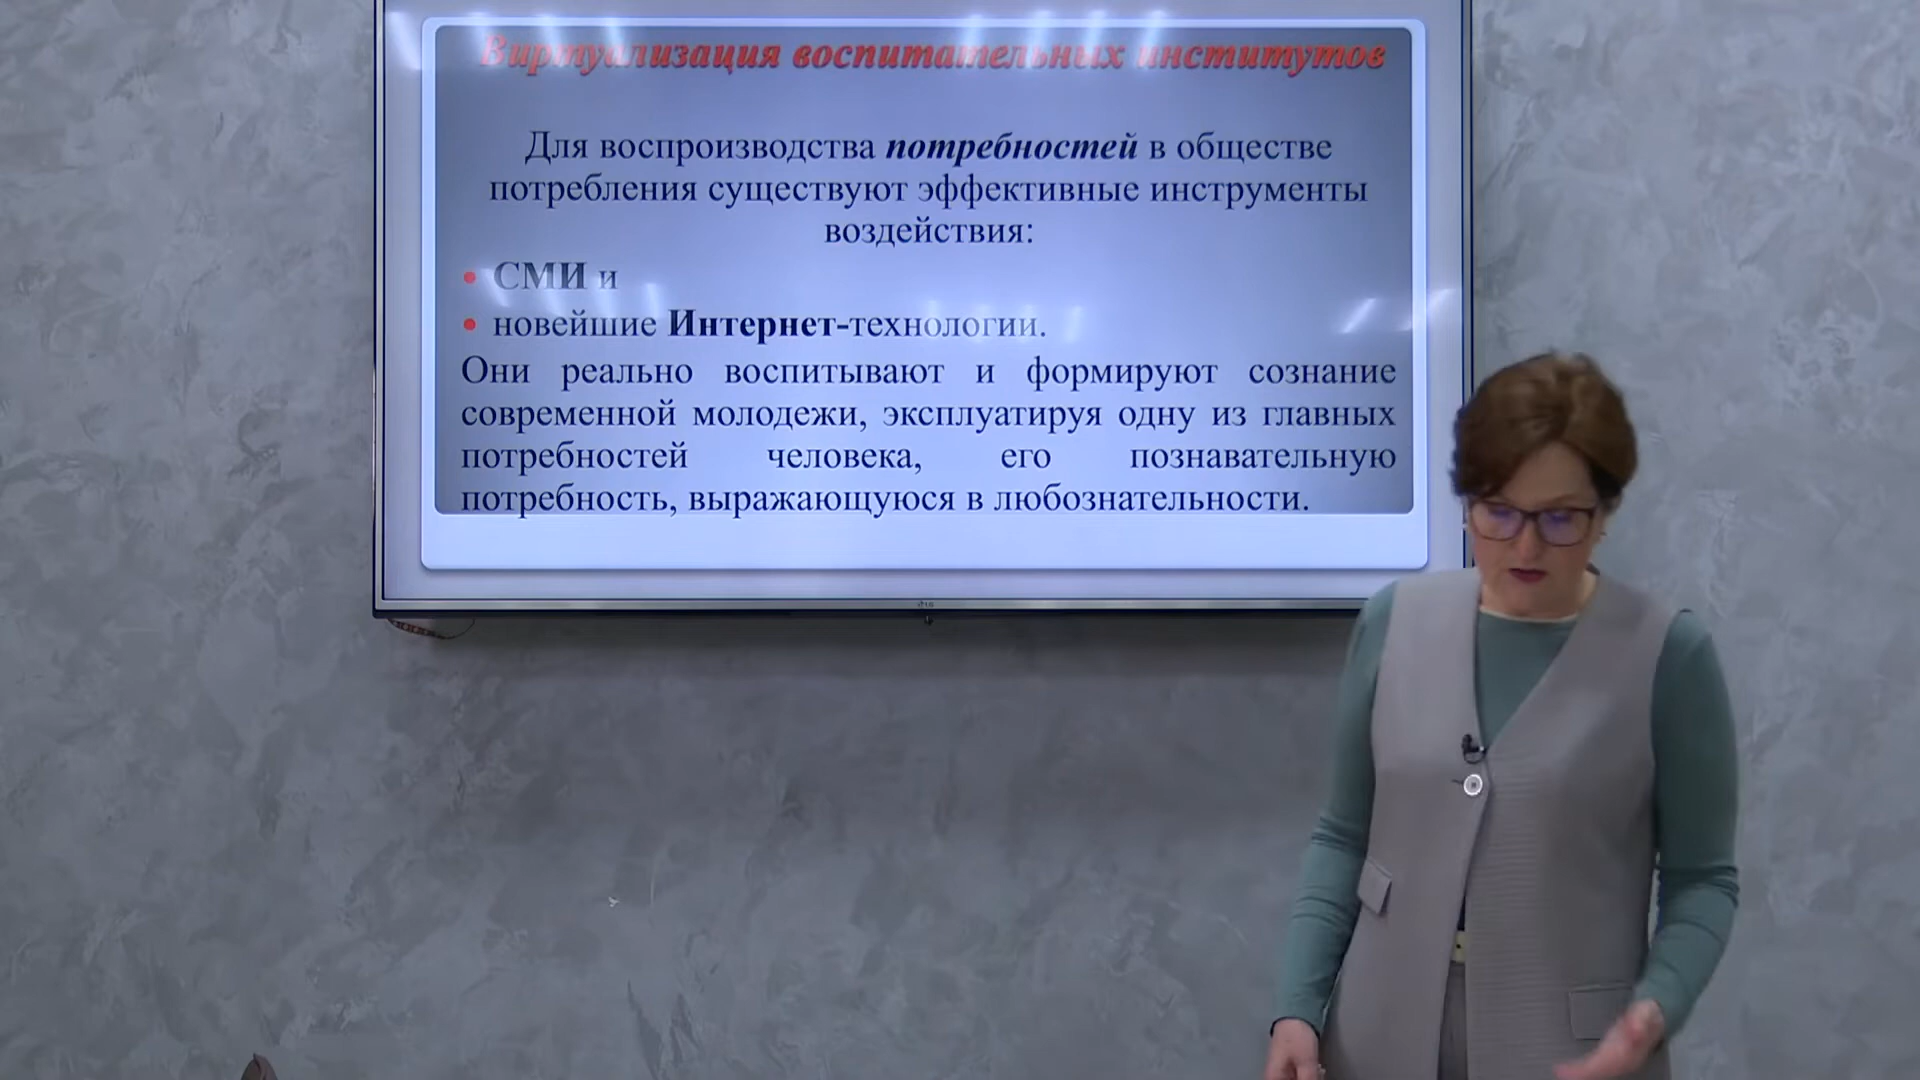 Виртуализация воспитательных институтов
Для воспроизводства потребностей в обществе
потребления существуют эффективные инструменты
воздействия:
• СМИ и
• новейшие Интернет-технологии.
Они реально воспитывают и формируют сознание
современной молодежи, эксплуатируя одну из главных
потребностей человека, его познавательную
потребность, выражающуюся в любознательности.
LG